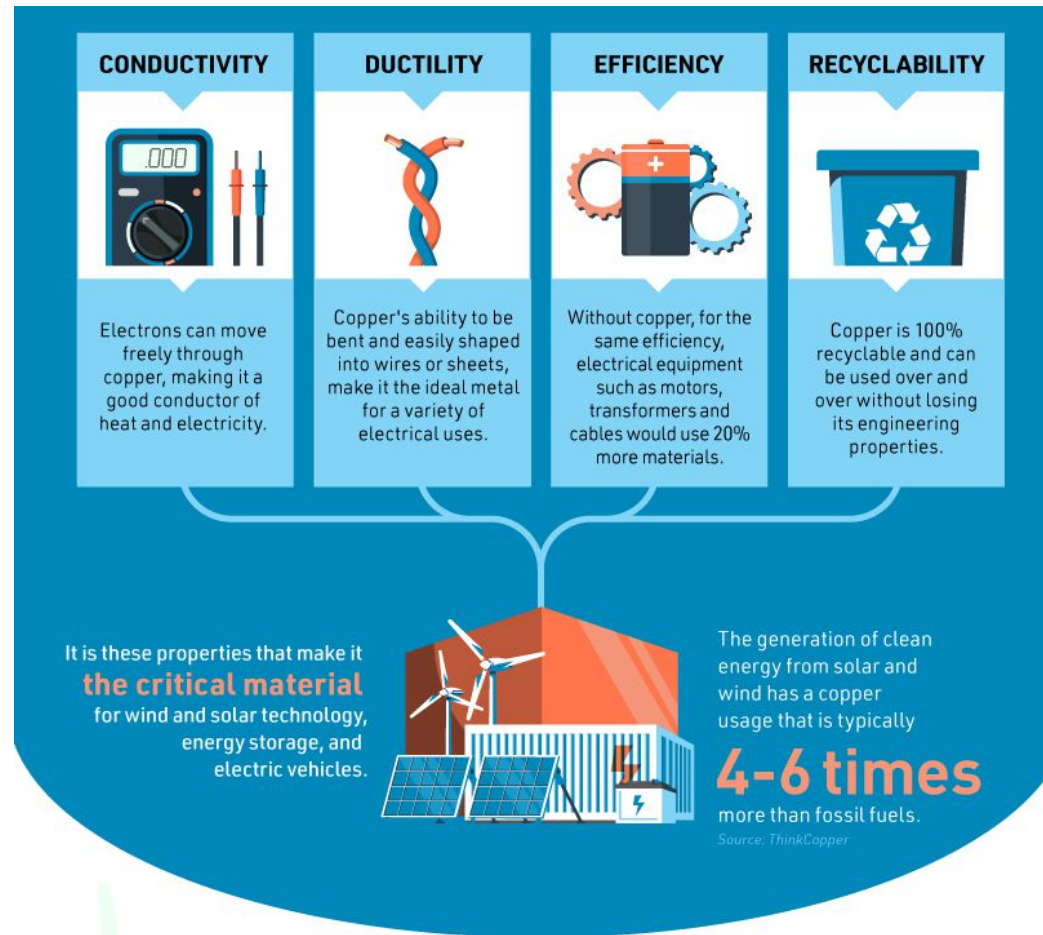 CONDUCTIVITY
.000
Electrons can move
freely through
copper, making it a
good conductor of
heat and electricity.
DUCTILITY
Copper's ability to be
bent and easily shaped
into wires or sheets,
make it the ideal metal
for a variety of
electrical uses.
EFFICIENCY
+
Without copper, for the
same efficiency,
electrical equipment
such as motors,
transformers and
cables would use 20%
more materials.
RECYCLABILITY
Copper is 100%
recyclable and can
be used over and
over without losing
its engineering
properties.
It is these properties that make it
the critical material
for wind and solar technology,
energy storage, and
electric vehicles.
The generation of clean
energy from solar and
wind has a copper
usage that is typically
4-6 times
more than fossil fuels.
Source: ThinkCopper